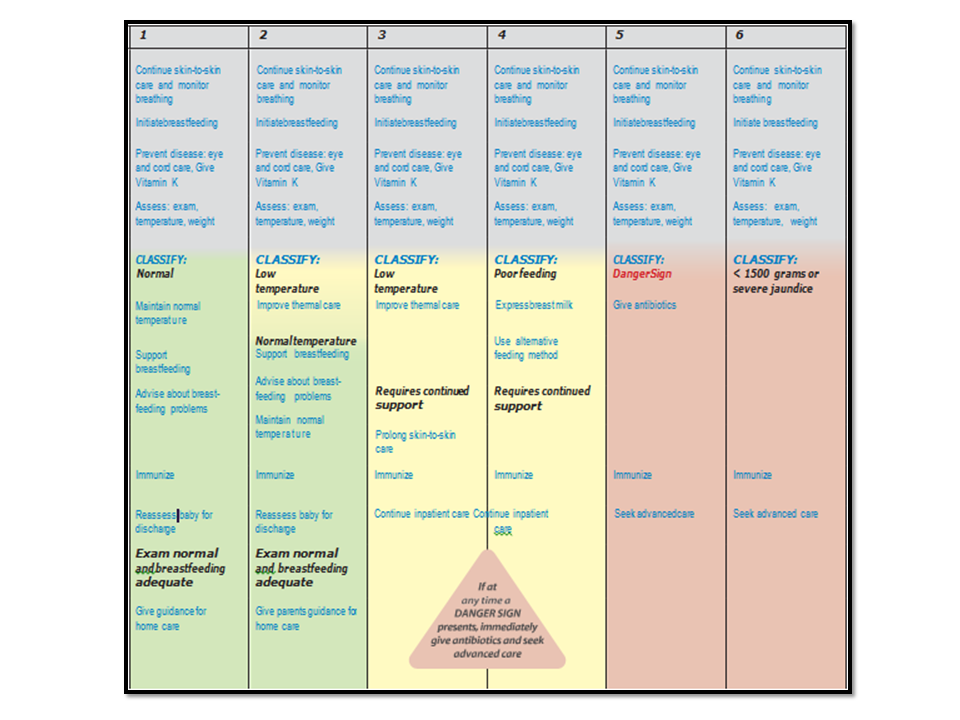 1
Continue skin-to-skin
care and monitor
breathing
Initiatebreastfeeding
Prevent disease: eye
and cord care, Give
Vitamin K
Assess: exam,
temperature, weight
CLASSIFY:
Normal
Maintain normal
temperature
Support
breastfeeding
Advise about breast-
feeding problems
Immunize
Reassess baby for
discharge
Exam normal
and breastfeeding
adequate
Give guidance for
home care
2
Continue skin-to-skin
care and monitor
breathing
Initiatebreastfeeding
Prevent disease: eye
and cord care, Give
Vitamin K
Assess: exam,
temperature, weight
CLASSIFY:
Low
temperature
Improve thermal care
Normal temperature
Support breastfeeding
Advise about breast-
feeding problems
Maintain normal
temperature
Immunize
Reassess baby for
discharge
Exam normal
and breastfeeding
adequate
Give parents guidance for
home care
3
Continue skin-to-skin
care and monitor
breathing
Initiatebreastfeeding
Prevent disease: eye
and cord care, Give
Vitamin K
Assess: exam,
temperature, weight
CLASSIFY:
Low
temperature
Improve thermal care
Requires continued
support
Prolong skin-to-skin
care
Immunize
Continue inpatient care
4
Continue skin-to-skin
care and monitor
breathing
Initiatebreastfeeding
Prevent disease: eye
and cord care, Give
Vitamin K
Assess: exam,
temperature, weight
CLASSIFY:
Poor feeding
Express breast milk
Use alternative
feeding method
Requires continued
support
Immunize
Continue inpatient
care
If at
any time a
DANGER SIGN
presents, immediately
give antibiotics and seek
advanced care
5
Continue skin-to-skin
care and monitor
breathing
Initiatebreastfeeding
Prevent disease: eye
and cord care, Give
Vitamin K
Assess: exam,
temperature, weight
CLASSIFY:
DangerSign
Give antibiotics
Immunize
Seek advancedcare
6
Continue skin-to-skin
care and monitor
breathing
Initiate breastfeeding
Prevent disease: eye
and cord care, Give
Vitamin K
Assess: exam,
temperature, weight
CLASSIFY:
< 1500 grams or
severe jaundice
Immunize
Seek advanced care